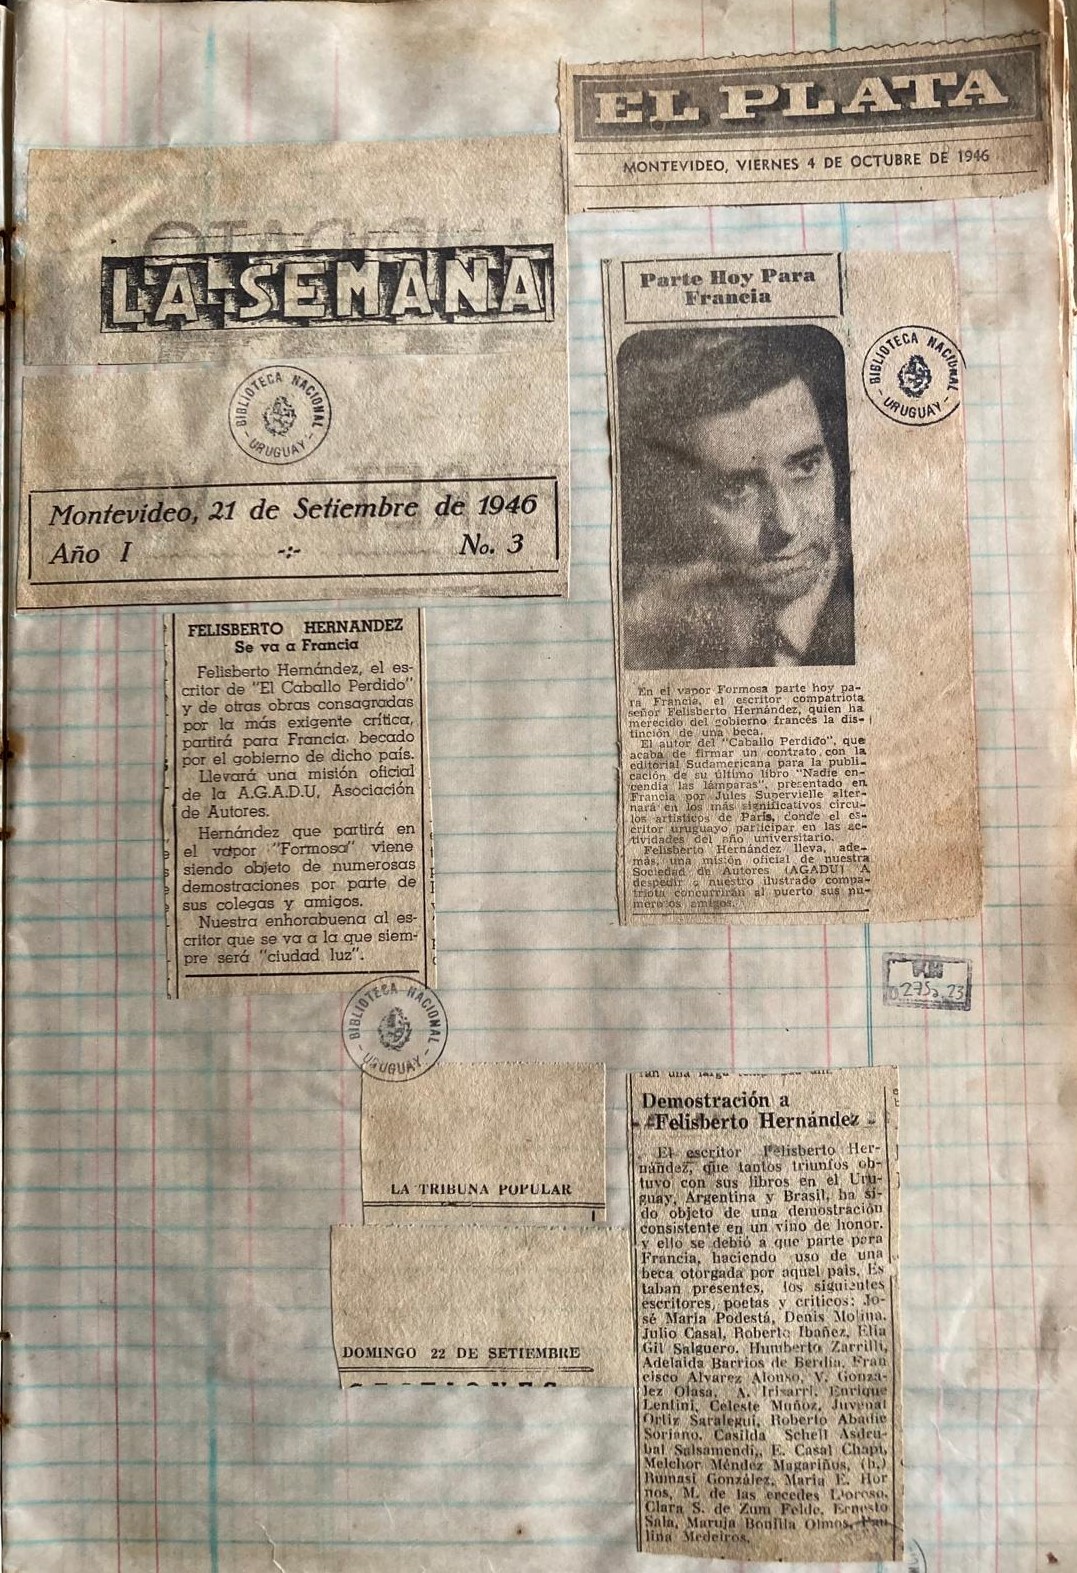 EL PLATA
MONTEVIDEO, VIERNES 4 DE OCTUBRE DE 1946
LA SEMANA
BIBLIOTECA NACIONAL
- URUGUAY -
Montevideo, 21 de Setiembre de 1946
Año I -:- No. 3
FELISBERTO HERNANDEZ
Se va a Francia
Felisberto Hernández, el es-
critor de "El Caballo Perdido"
y de otras obras consagradas
por la más exigente crítica,
partirá para Francia, becado
por el gobierno de dicho país.
Llevará una misión oficial
de la A.G.A.D.U, Asociación
de Autores.
Hernández que partirá en
el vapor "Formosa" viene
siendo objeto de numerosas
demostraciones por parte de
sus colegas y amigos.
Nuestra enhorabuena al es-
critor que se va a la que siem-
pre será "ciudad luz".
BIBLIOTECA NACIONAL
- URUGUAY -
Parte Hoy Para
Francia
BIBLIOTECA NACIONAL
- URUGUAY -
En el vapor Formosa parte hoy pa-
ra Francia, el escritor compatriota
señor Felisberto Hernández, quien ha
merecido del gobierno francés la dis-
tinción de una beca.
El autor del "Caballo Perdido", que
acaba de firmar un contrato con la
editorial Sudamericana para la publi-
cación de su último libro "Nadie en-
cendía las lámparas", presentado en
Francia por Jules Supervielle alter-
nará en los más significativos círcu-
los artísticos de París, donde el es-
critor uruguayo participar en las ac-
tividades del año universitario.
Felisberto Hernández lleva, ade-
más, una misión oficial de nuestra
Sociedad de Autores (AGADU) A
despedir a nuestro ilustrado compa-
triota concurrirán al puerto sus nu-
merosos amigos.
LA TRIBUNA POPULAR
DOMINGO 22 DE SETIEMBRE
Demostración a
Felisberto Hernández
El escritor Felisberto Her-
nández, que tantos triunfos ob-
tuvo con sus libros en el Uru-
guay, Argentina y Brasil, ha si-
do objeto de una demostración
consistente en un vino de honor.
y ello se debió a que parte para
Francia, haciendo uso de una
beca otorgada por aquel país. Es
taban presentes, los siguientes
escritores, poetas y críticos: Jo-
sé María Podestá, Denis Molina.
Julio Casal, Roberto Ibáñez, Elia
Gil Salguero. Humberto Zarrilli,
Adelaida Barrios de Berdía, Fran
cisco Alvarez Alonso, V. Gonzá-
lez Olasa, A. Irisarri, Enrique
Lentini, Celeste Muñoz, Juvenal
Ortiz Saralegui, Roberto Abadie
Soriano, Casilda Schell Asdru-
bal Salsamendi,, E. Casal Chapí,
Melchor Méndez Magariños, (h.)
Rumasi González, María E. Hor
nos, M. de las ercedes Lloroso,
Clara S. de Zum Felde, Ernesto
Sala, Maruja Bonfila Olmos, Pau
lina Medeiros.